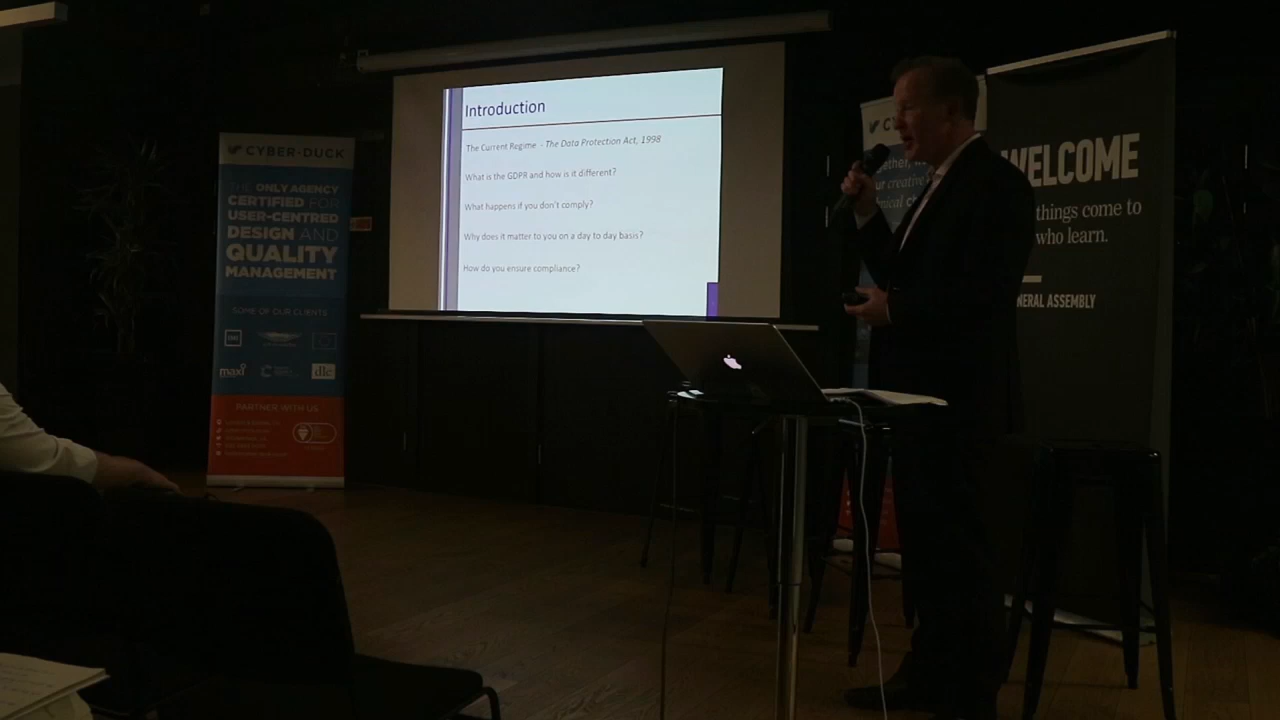 CYBER-DUCK
THE ONLY AGENCY
CERTIFIED FOR
USER-CENTRED
DESIGN AND
QUALITY
MANAGEMENT
SOME OF OUR CLIENTS
maxi
dlc
PARTNER WITH US
Introduction
The Current Regime - The Data Protection Act, 1998
What is the GDPR and how is it different?
What happens if you don't comply?
Why does it matter to you on a day to day basis?
How do you ensure compliance?
WELCOME
things come to
who learn.
NERAL ASSEMBLY